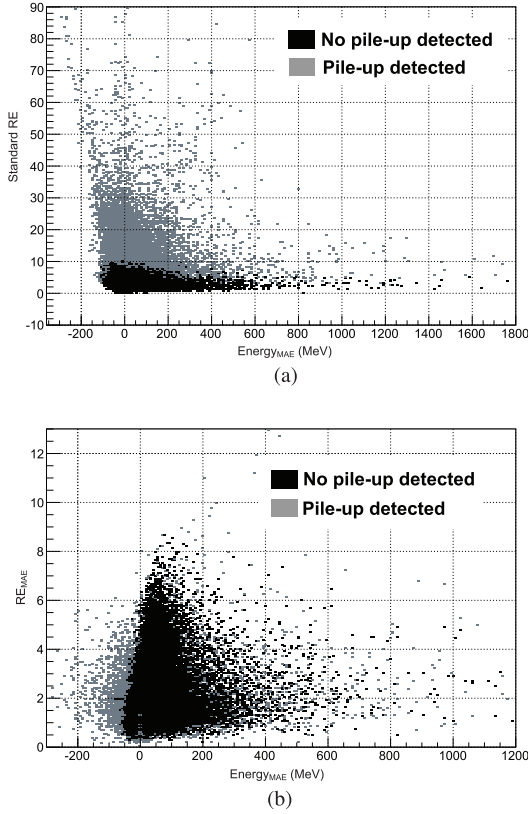 90
80
70
60
50
40
30
20
10
0
-10
Standard RE
No pile-up detected
Pile-up detected
-200 0 200 400 600 800 1000 1200 1400 1600 1800
EnergyMAE (MeV)
(a)
12
10
8
6
4
2
0
REMAE
No pile-up detected
Pile-up detected
-200 0 200 400 600 800 1000 1200
EnergyMAE (MeV)
(b)